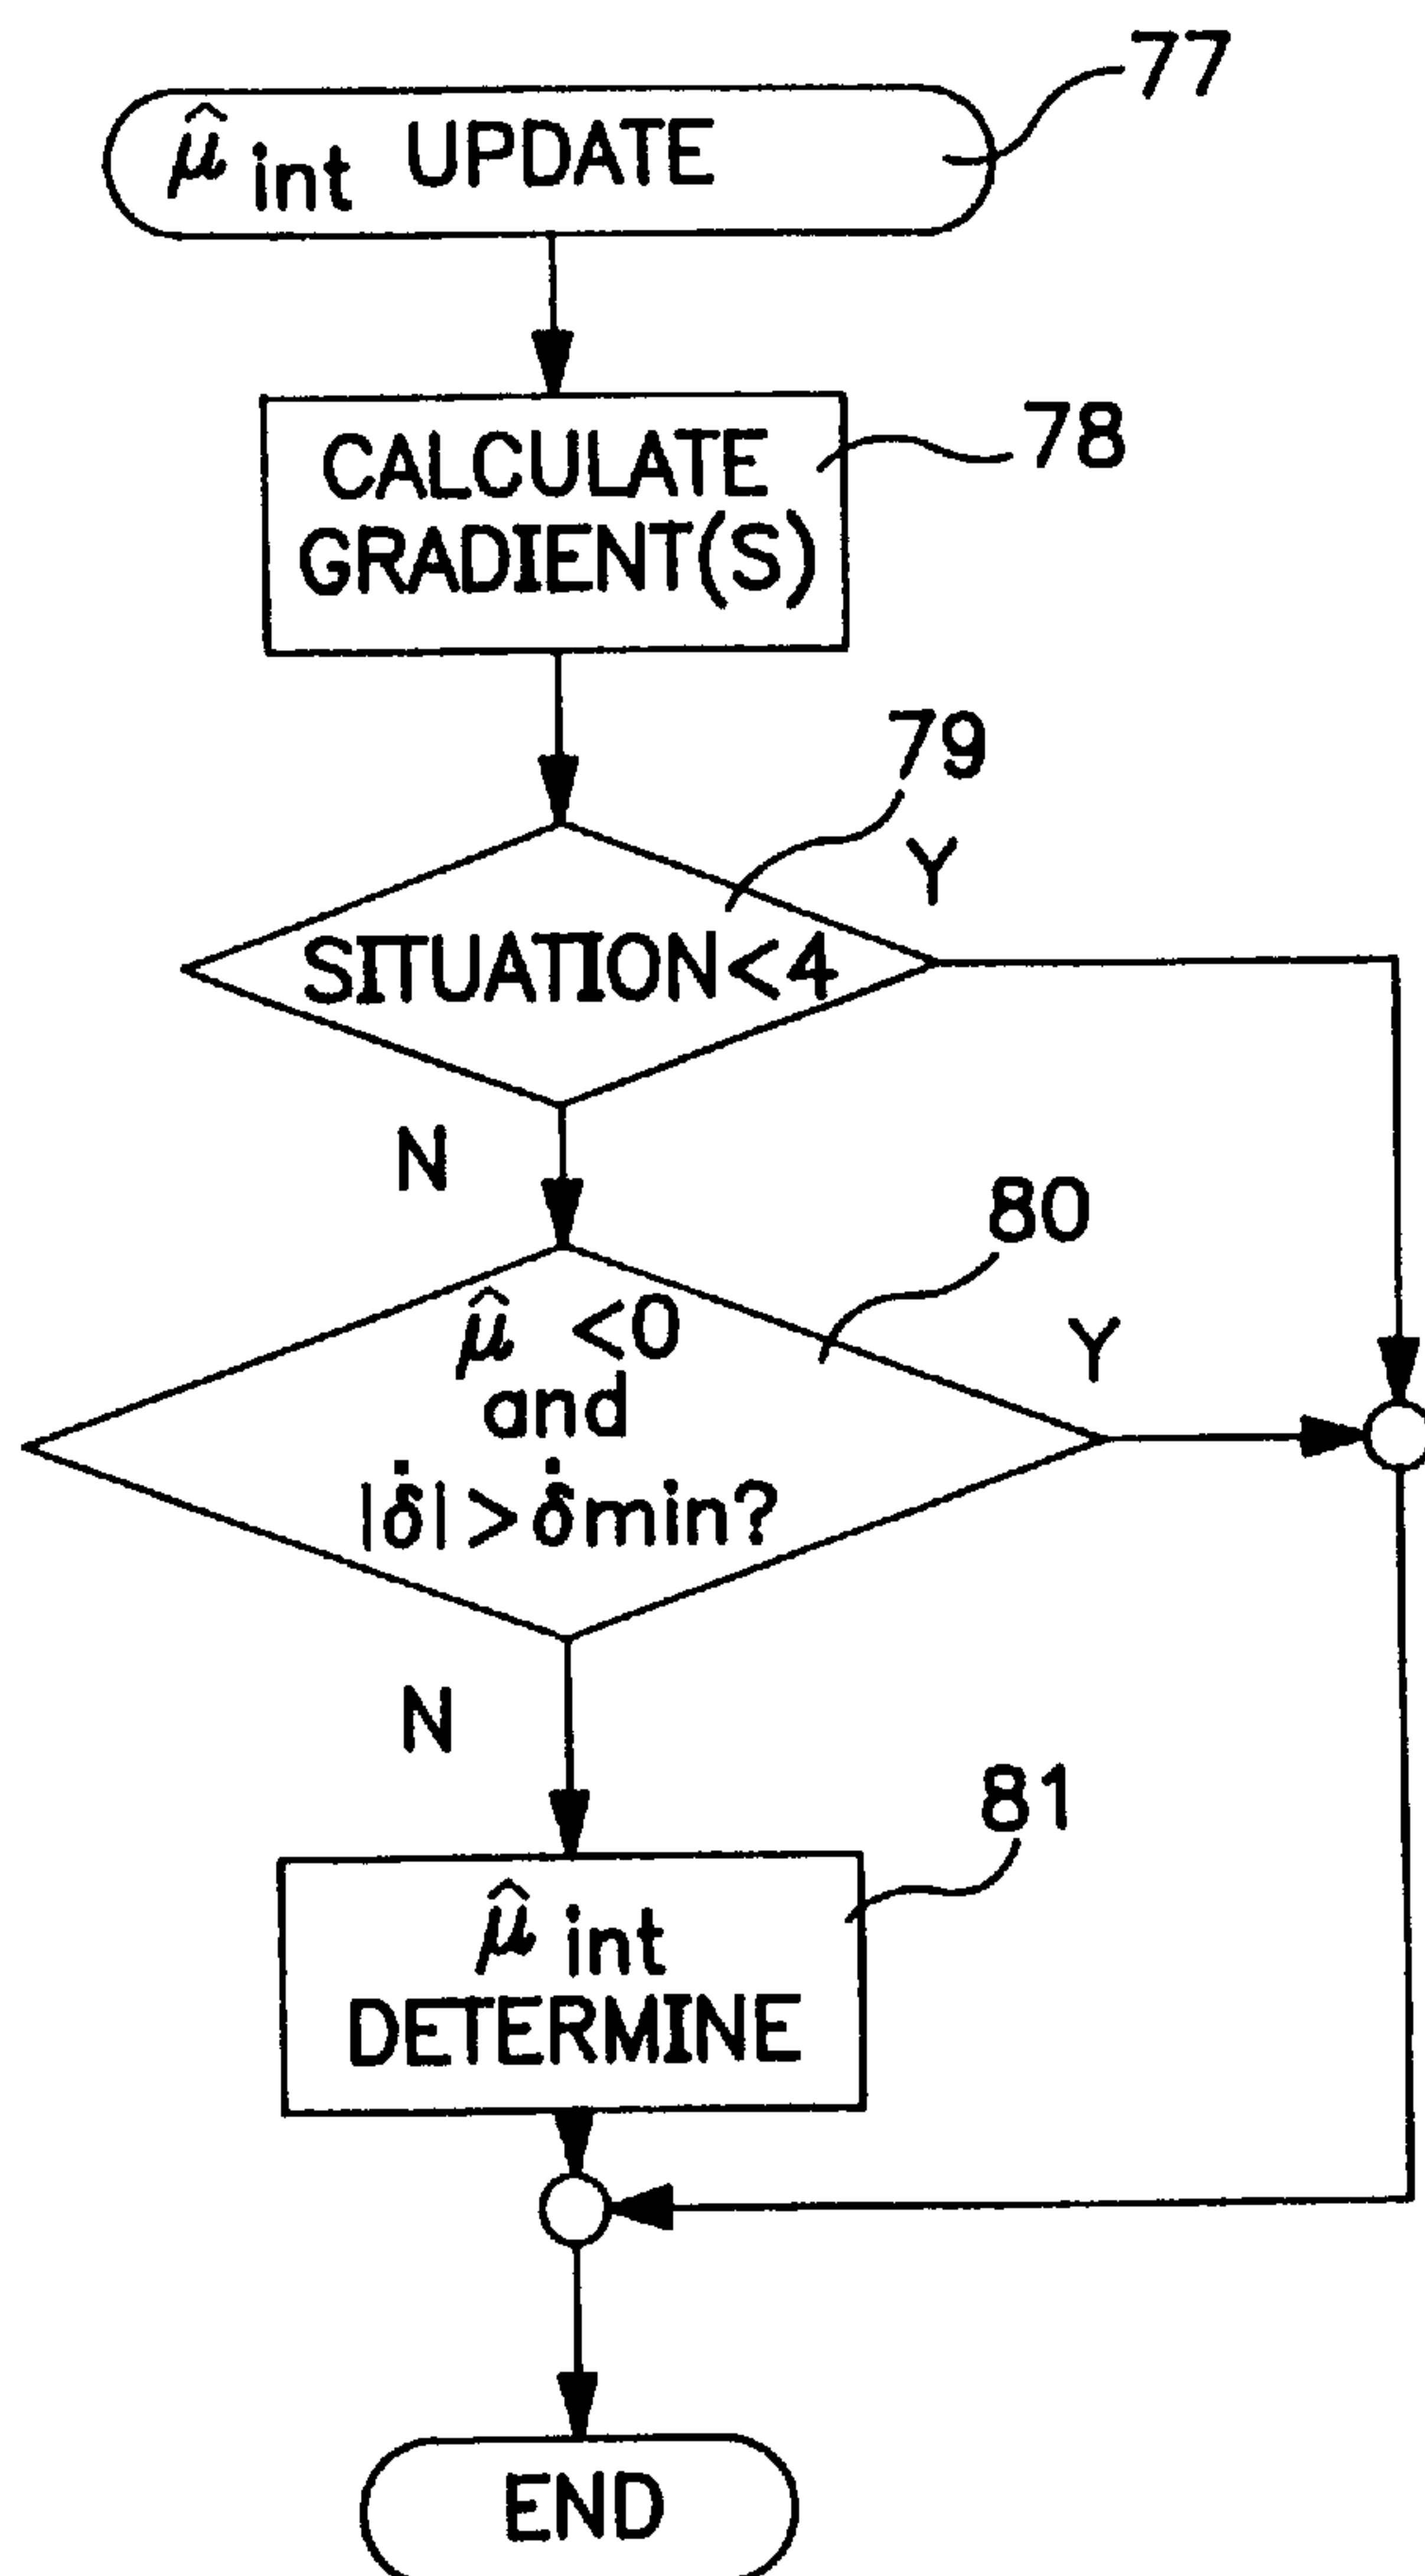 77
μ̂ int UPDATE
78
CALCULATE
GRADIENT(S)
79
Y
SITUATION<4
N
80
μ̂ <0
and
|δ̇|>δ̇min?
Y
N
81
μ̂ int
DETERMINE
END